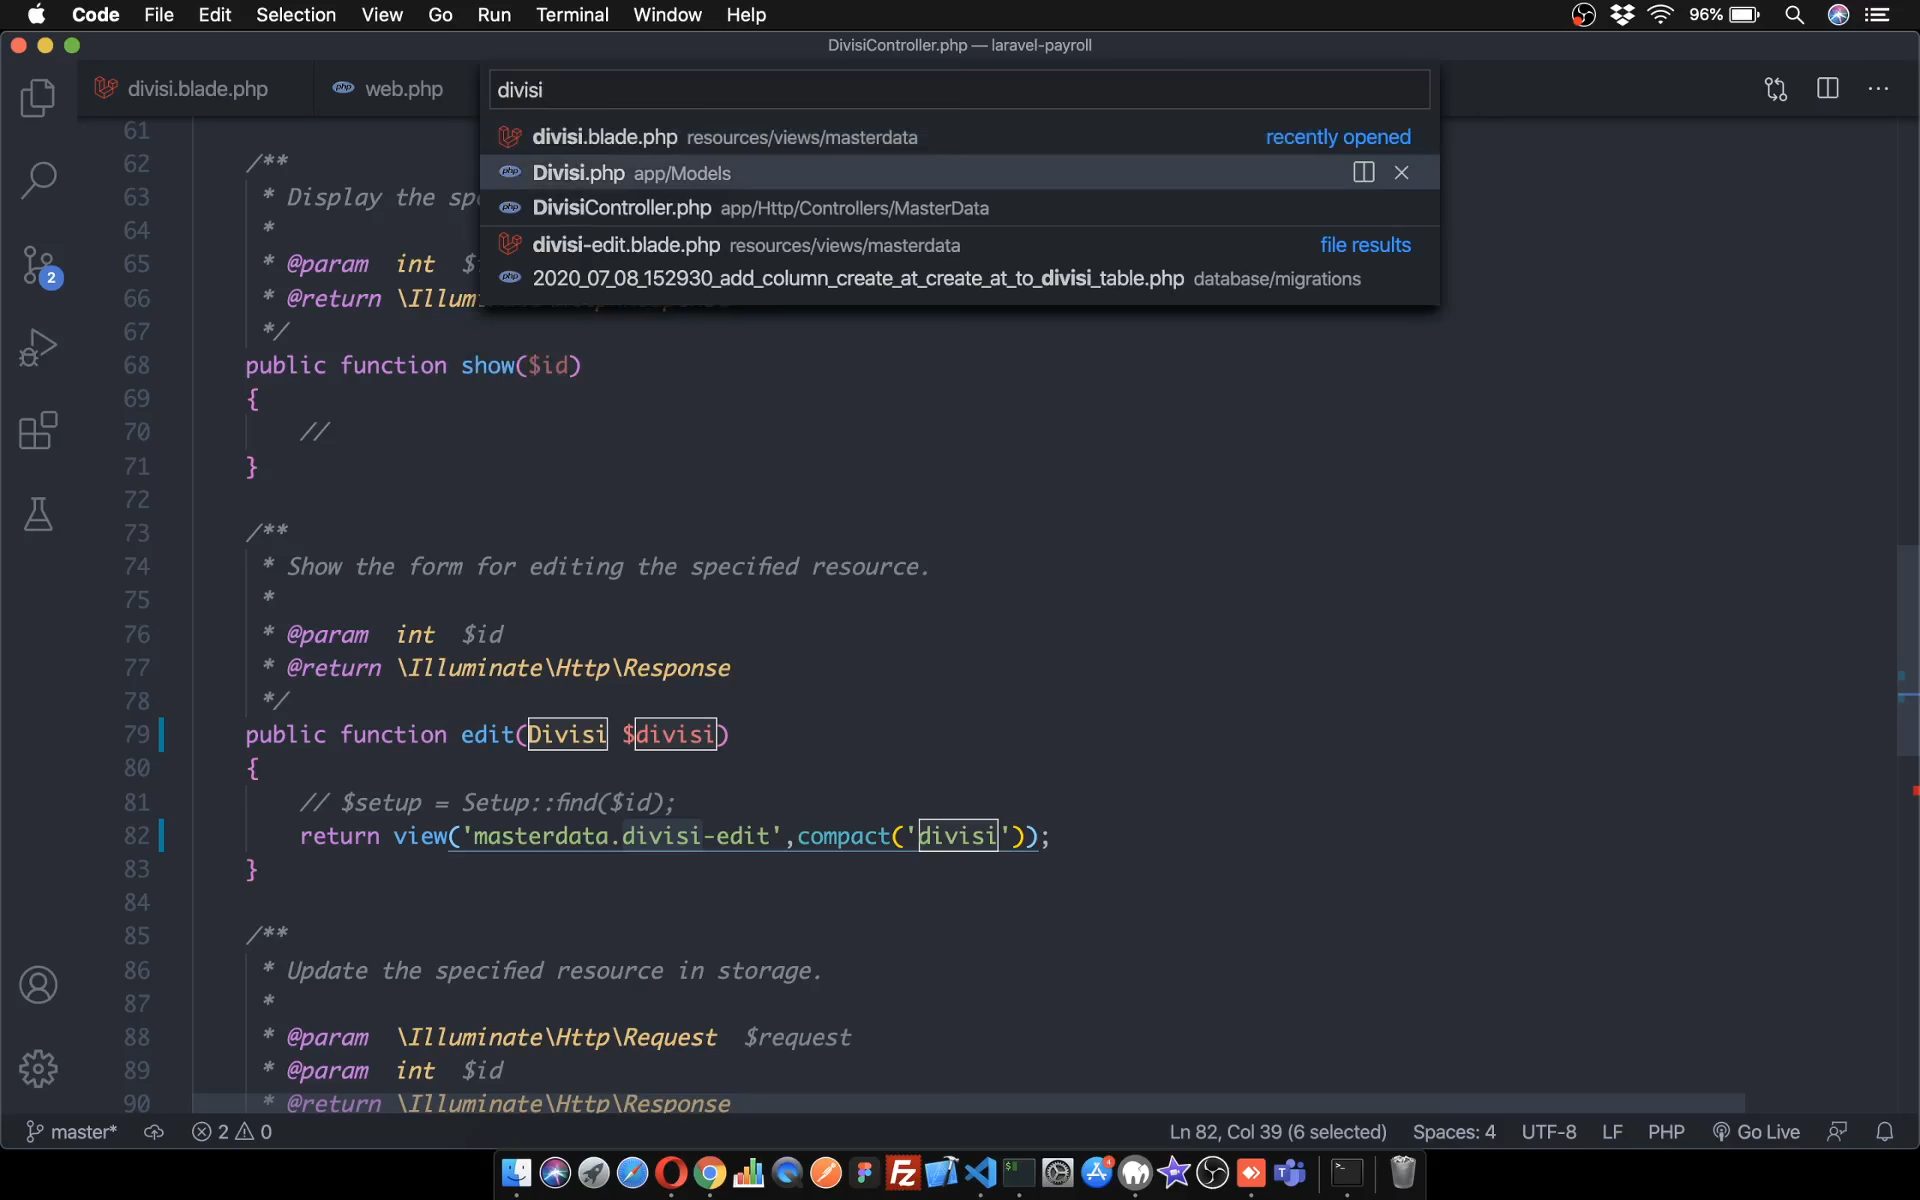 Code File Edit Selection View Go Run Terminal Window Help 96%
DivisiController.php — laravel-payroll
divisi.blade.php web.php
divisi
divisi.blade.php resources/views/masterdata recently opened
Divisi.php app/Models
DivisiController.php app/Http/Controllers/MasterData
divisi-edit.blade.php resources/views/masterdata file results
2020_07_08_152930_add_column_create_at_create_at_to_divisi_table.php database/migrations
61
62 /**
63 * Display the
64 *
65 * @param int
66 * @return
67 */
68 public function show($id)
69 {
70 //
71 }
72
73 /**
74 * Show the form for editing the specified resource.
75 *
76 * @param int $id
77 * @return \Illuminate\Http\Response
78 */
79 public function edit(Divisi $divisi)
80 {
81 // $setup = Setup::find($id);
82 return view('masterdata.divisi-edit',compact('divisi'));
83 }
84
85 /**
86 * Update the specified resource in storage.
87 *
88 * @param \Illuminate\Http\Request $request
89 * @param int $id
90 * @return \Illuminate\Http\Response
2
master* 2 0 Ln 82, Col 39 (6 selected) Spaces: 4 UTF-8 LF PHP Go Live